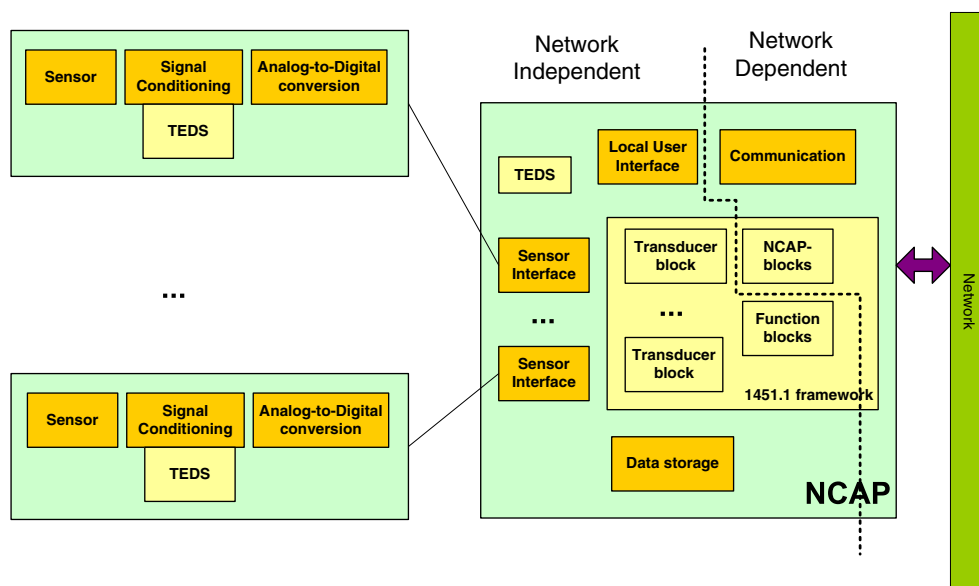 Sensor
Signal
Conditioning
Analog-to-Digital
conversion
TEDS
...
Sensor
Signal
Conditioning
Analog-to-Digital
conversion
TEDS
Network
Independent
Network
Dependent
TEDS
Local User
Interface
Communication
Sensor
Interface
...
Sensor
Interface
Transducer
block
...
Transducer
block
NCAP-
blocks
Function
blocks
1451.1 framework
Data storage
NCAP
Network